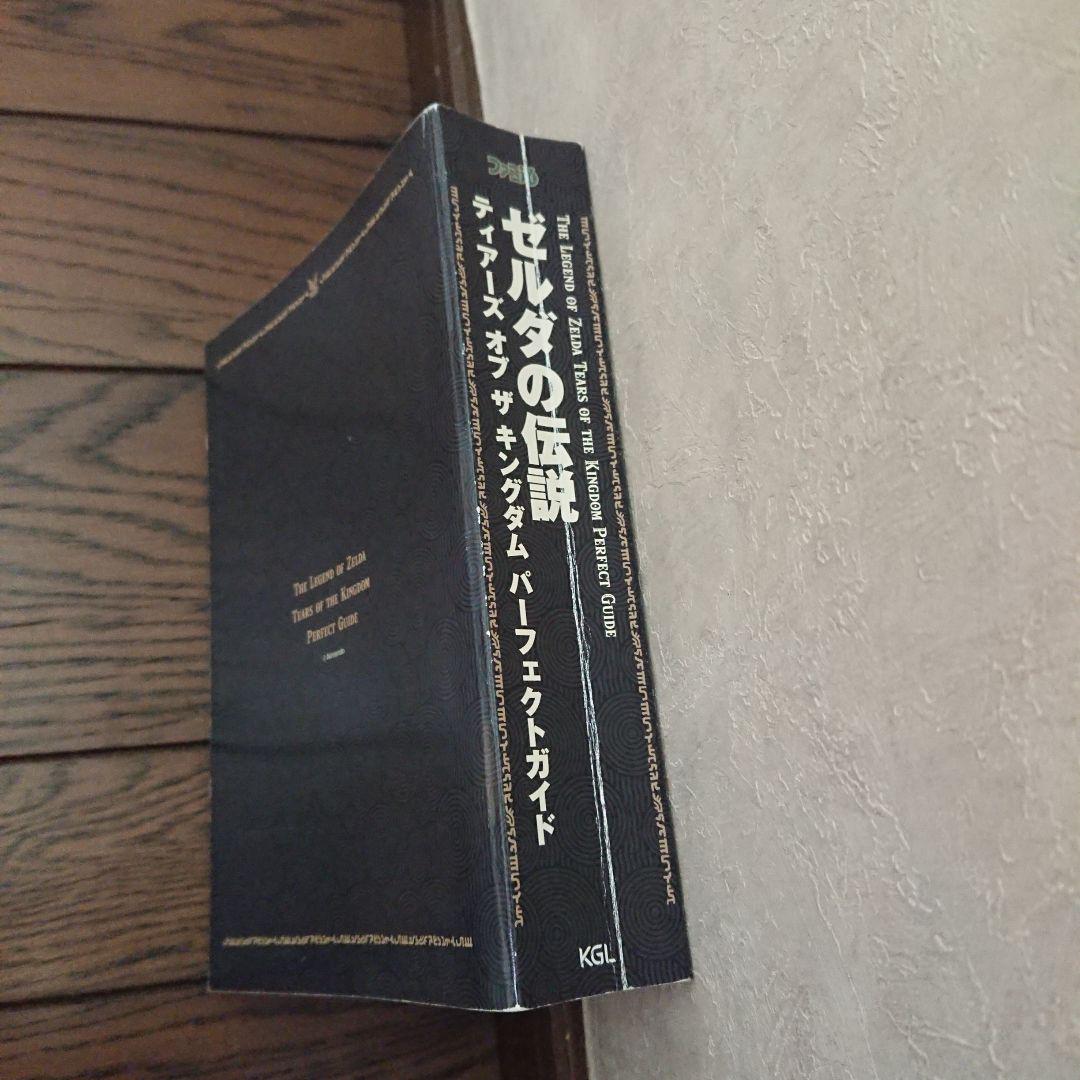 ファミ通
ゼルダの伝説
ティアーズ オブ ザ キングダム パーフェクトガイド
THE LEGEND OF ZELDA TEARS OF THE KINGDOM PERFECT GUIDE
KGL
THE LEGEND OF ZELDA
TEARS OF THE KINGDOM
PERFECT GUIDE
© Nintendo